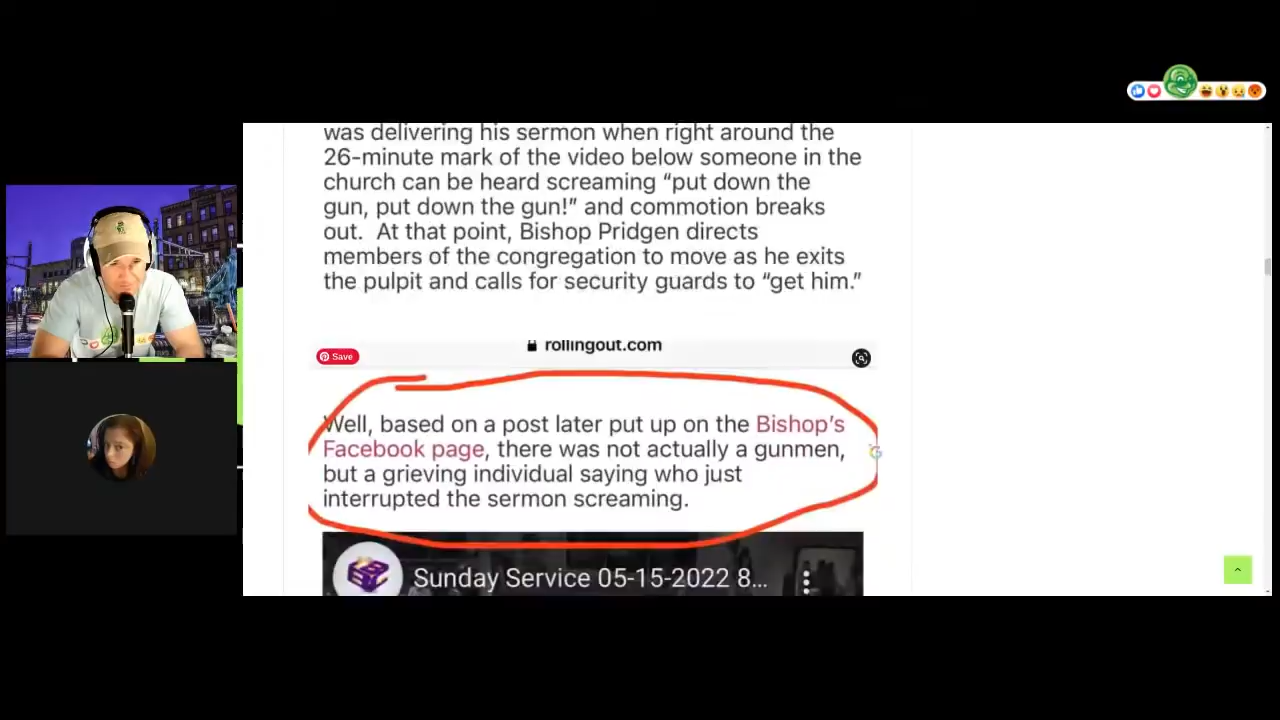 was delivering his sermon when right around the
26-minute mark of the video below someone in the
church can be heard screaming “put down the
gun, put down the gun!” and commotion breaks
out.  At that point, Bishop Pridgen directs
members of the congregation to move as he exits
the pulpit and calls for security guards to “get him.”
rollingout.com
Save
Well, based on a post later put up on the Bishop’s
Facebook page, there was not actually a gunmen,
but a grieving individual saying who just
interrupted the sermon screaming.
Sunday Service 05-15-2022 8...